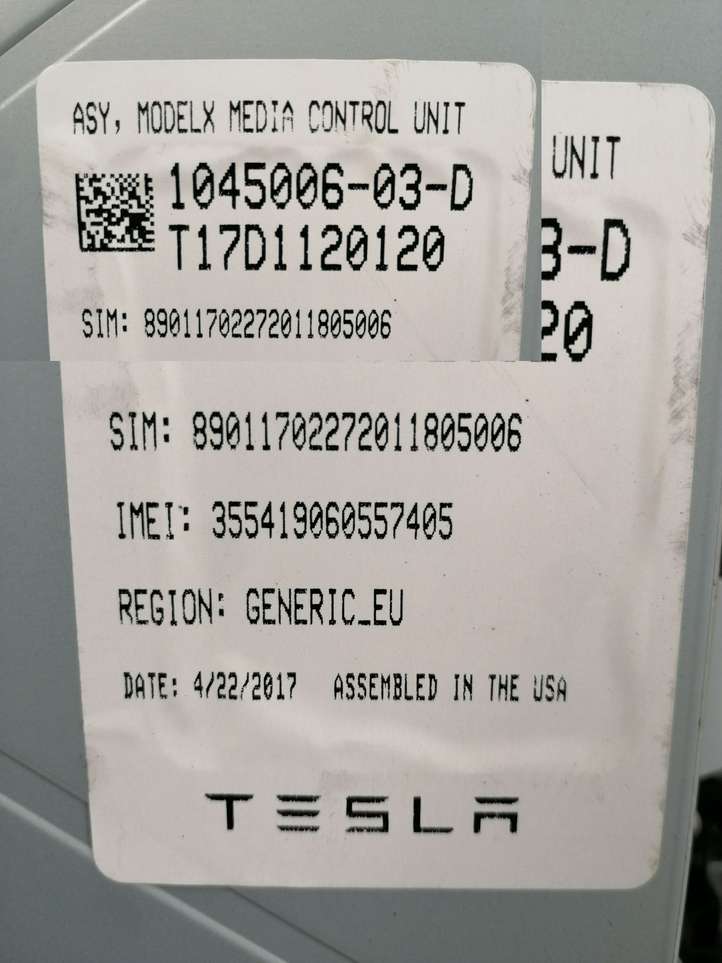 ASY, MODELX MEDIA CONTROL UNIT
1045006-03-D
T17D1120120
SIM: 89011702272011805006
UNIT
3-D
20
SIM: 89011702272011805006
IMEI: 355419060557405
REGION: GENERIC_EU
DATE: 4/22/2017 ASSEMBLED IN THE USA
TESLA